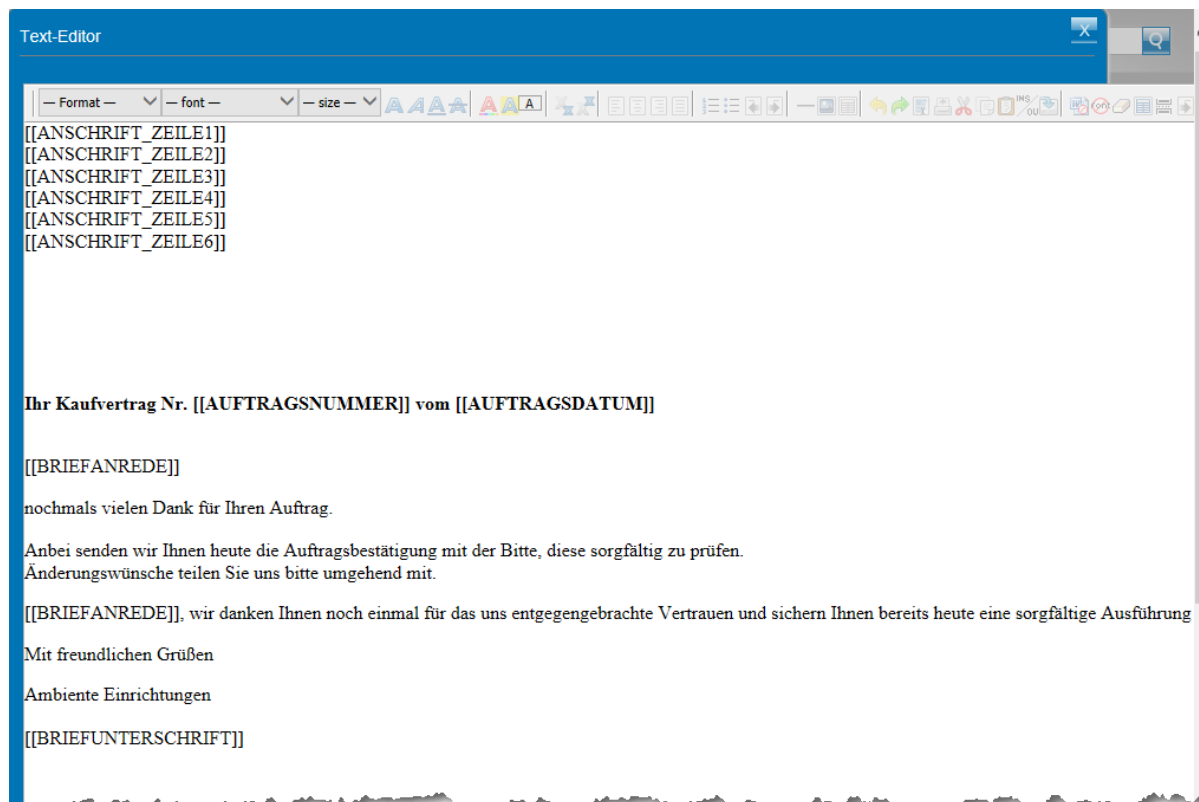 Text-Editor
X
— Format — — font — — size —
A A A A A A A INS/OU font
[[ANSCHRIFT_ZEILE1]]
[[ANSCHRIFT_ZEILE2]]
[[ANSCHRIFT_ZEILE3]]
[[ANSCHRIFT_ZEILE4]]
[[ANSCHRIFT_ZEILE5]]
[[ANSCHRIFT_ZEILE6]]
Ihr Kaufvertrag Nr. [[AUFTRAGSNUMMER]] vom [[AUFTRAGSDATUM]]
[[BRIEFANREDE]]
nochmals vielen Dank für Ihren Auftrag.
Anbei senden wir Ihnen heute die Auftragsbestätigung mit der Bitte, diese sorgfältig zu prüfen.
Änderungswünsche teilen Sie uns bitte umgehend mit.
[[BRIEFANREDE]], wir danken Ihnen noch einmal für das uns entgegengebrachte Vertrauen und sichern Ihnen bereits heute eine sorgfältige Ausführung
Mit freundlichen Grüßen
Ambiente Einrichtungen
[[BRIEFUNTERSCHRIFT]]